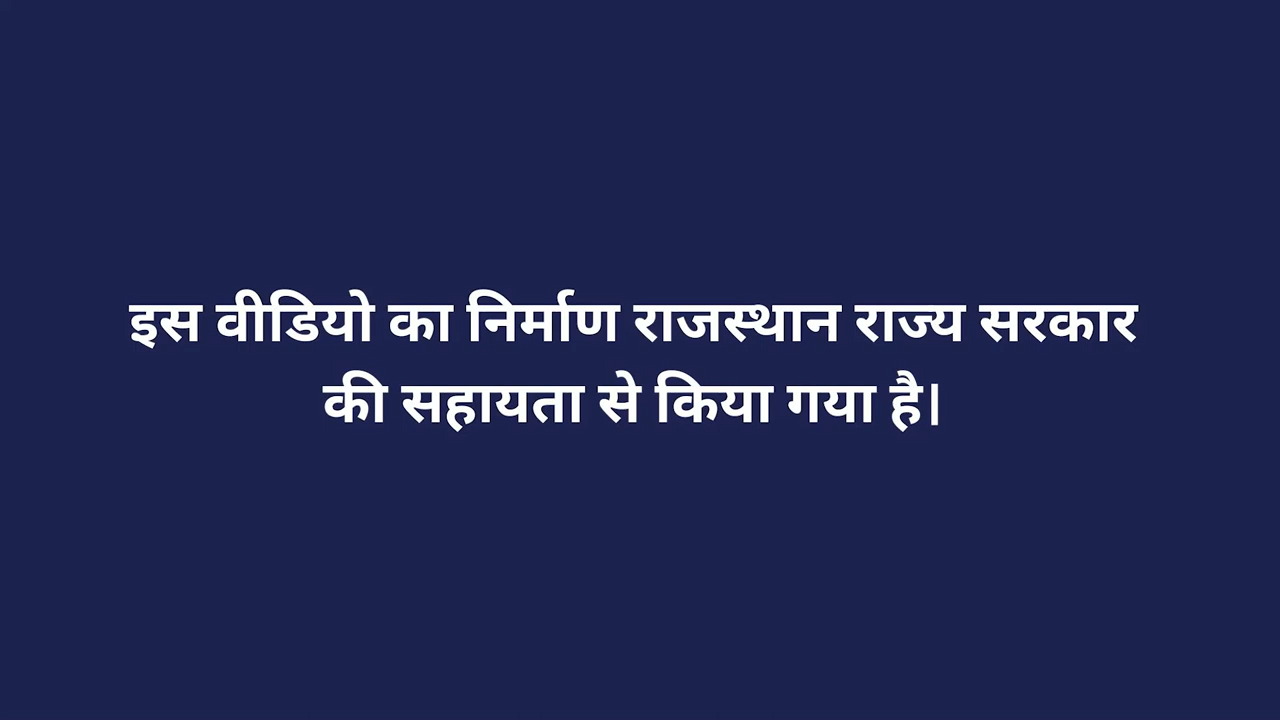 इस वीडियो का निर्माण राजस्थान राज्य सरकार
की सहायता से किया गया है।